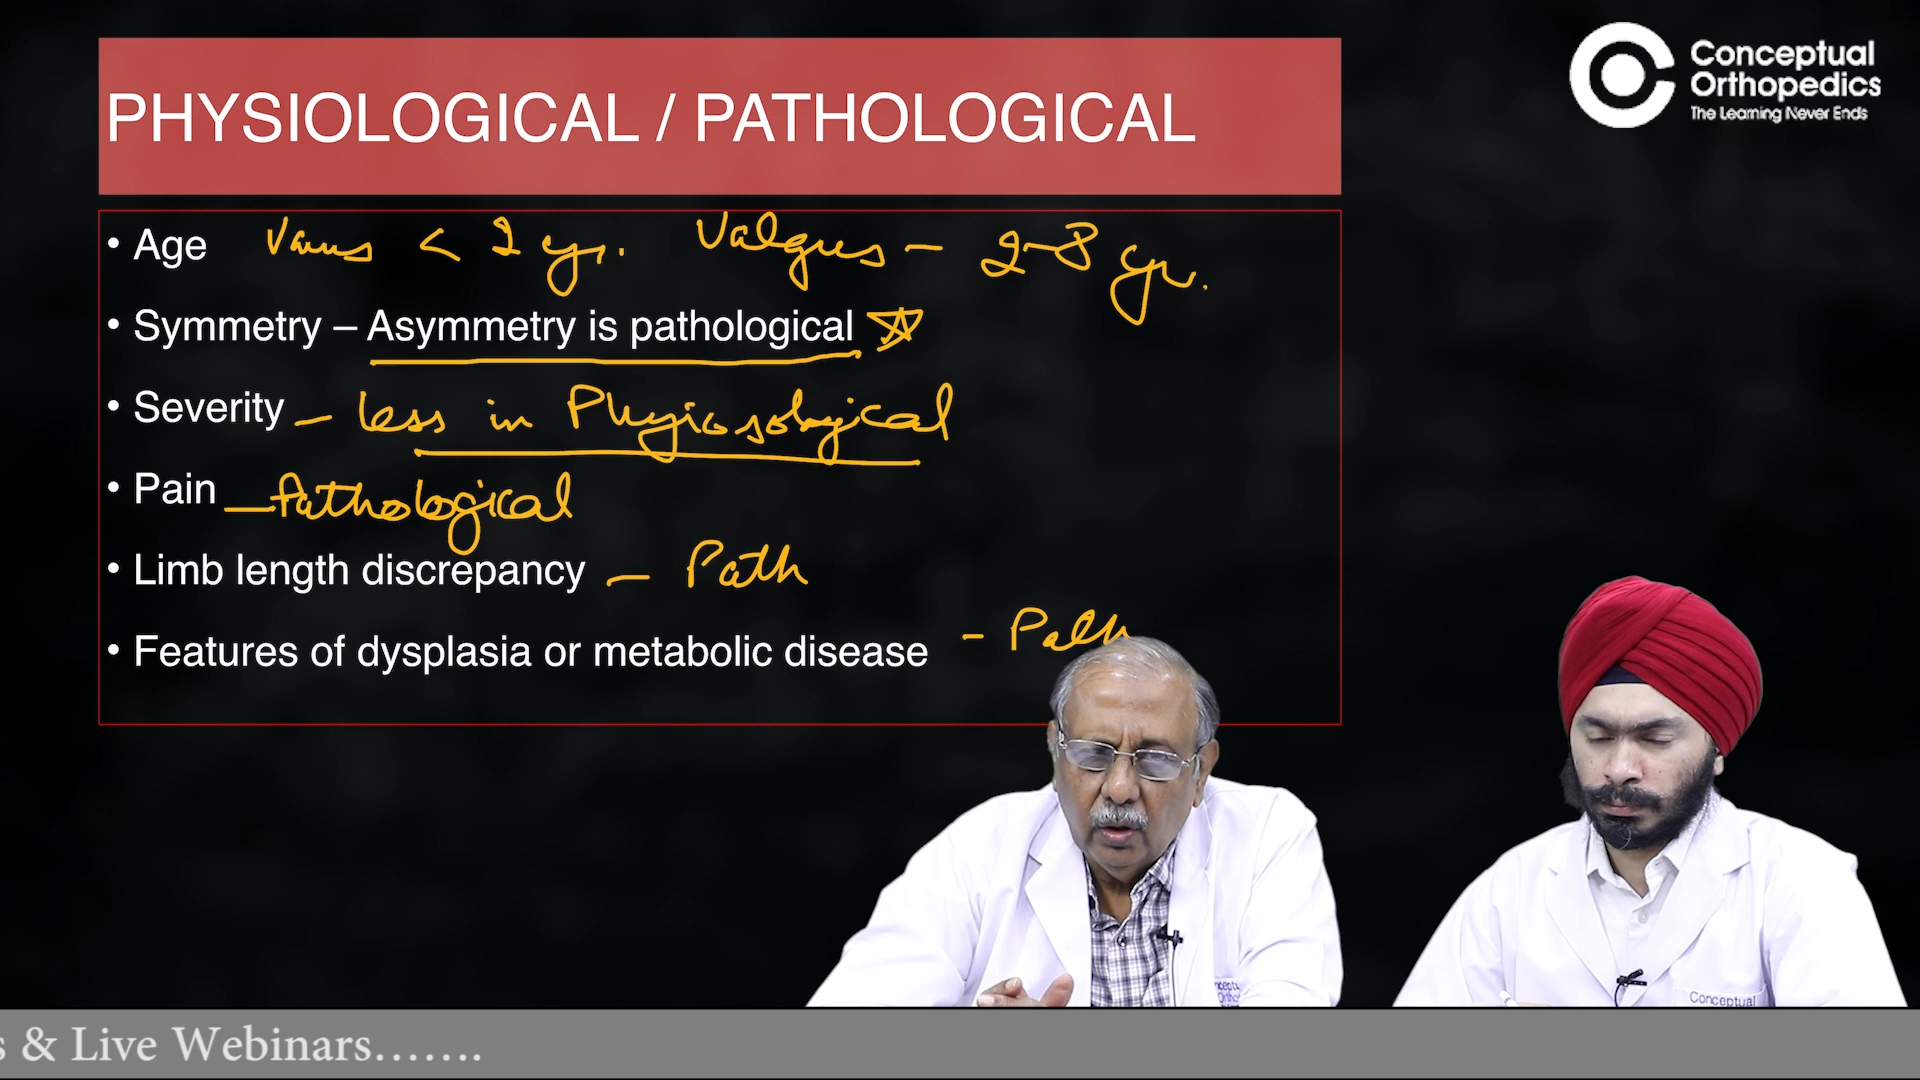 PHYSIOLOGICAL / PATHOLOGICAL
Conceptual
Orthopedics
The Learning Never Ends
• Age Varus < 2 yr. Valgus – 2-8 yr.
• Symmetry – Asymmetry is pathological
• Severity – less in Physiosological
• Pain – Pathological
• Limb length discrepancy – Path
• Features of dysplasia or metabolic disease - Path
Conceptual
s & Live Webinars.......